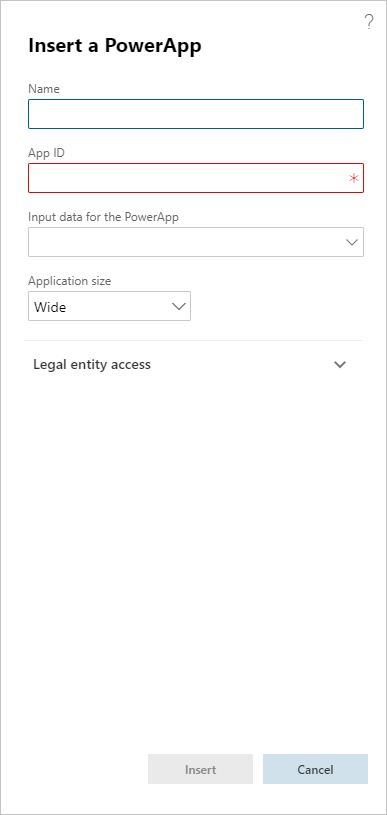 ?
Insert a PowerApp
Name
App ID
*
Input data for the PowerApp
Application size
Wide
Legal entity access
Insert
Cancel